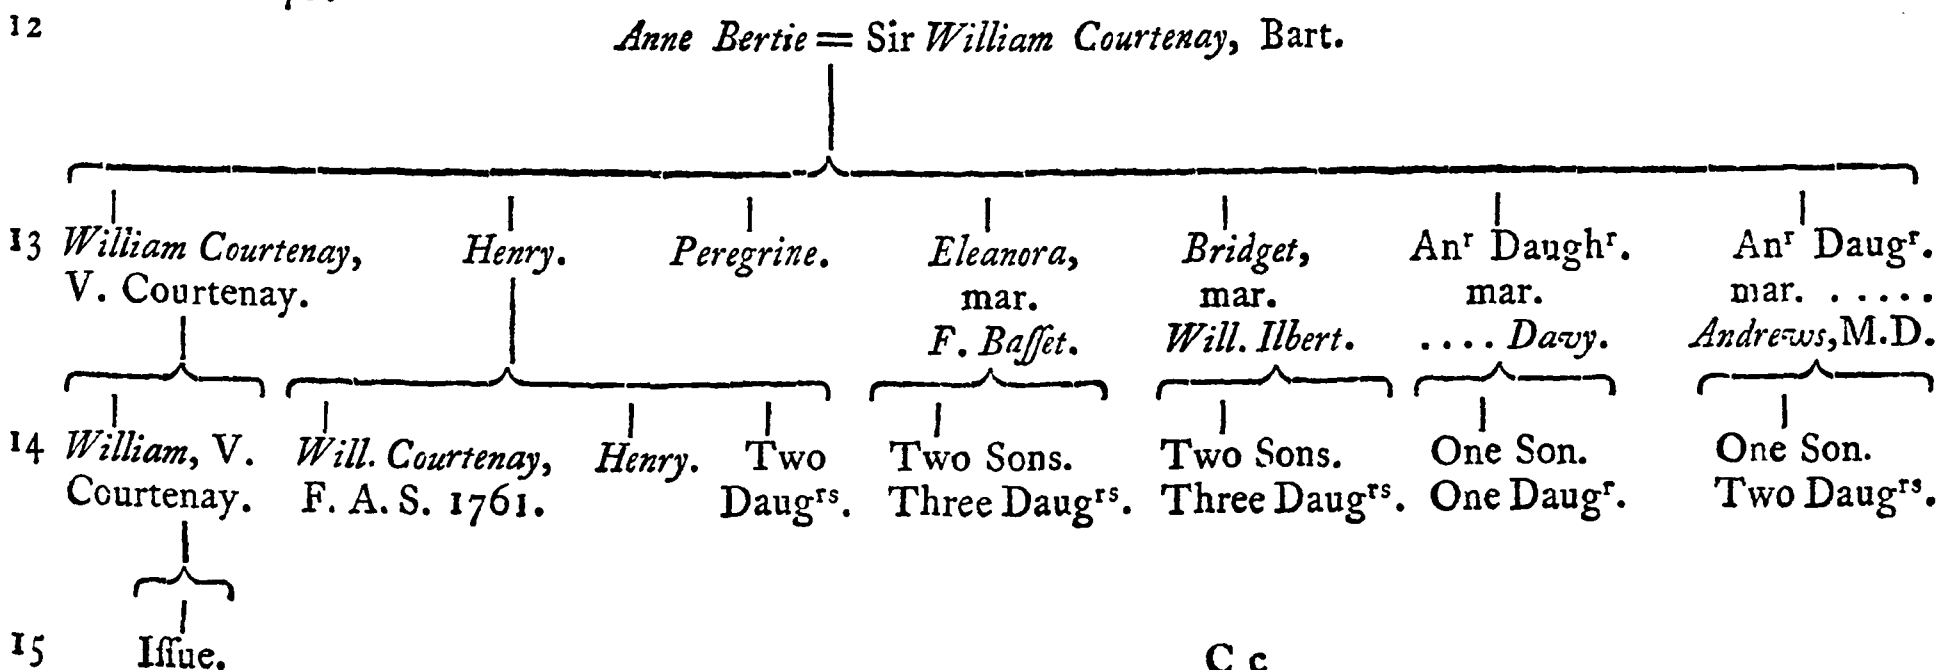 12 Anne Bertie = Sir William Courtenay, Bart.
13 William Courtenay, Henry. Peregrine. Eleanora, Bridget, Anʳ Daughʳ. Anʳ Daugʳ.
V. Courtenay. mar. mar. mar. mar. . . . . .
F. Baſſet. Will. Ilbert. . . . . Davy. Andrews, M.D.
14 William, V. Will. Courtenay, Henry. Two Two Sons. Two Sons. One Son. One Son.
Courtenay. F. A. S. 1761. Daugʳˢ. Three Daugʳˢ. Three Daugʳˢ. One Daugʳ. Two Daugʳˢ.
15 Iſſue.
C c